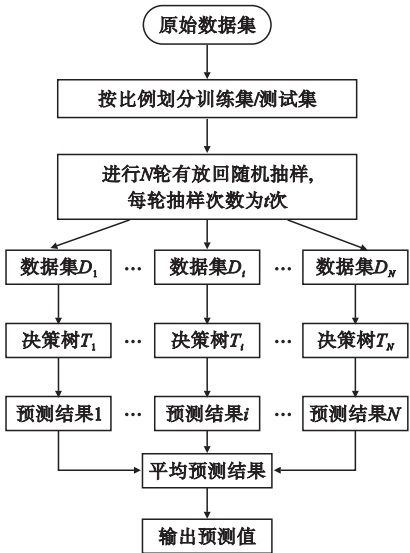 原始数据集
按比例划分训练集/测试集
进行N轮有放回随机抽样,
每轮抽样次数为t次
数据集D1 … 数据集Di … 数据集DN
决策树T1 … 决策树Ti … 决策树TN
预测结果1 … 预测结果i … 预测结果N
平均预测结果
输出预测值